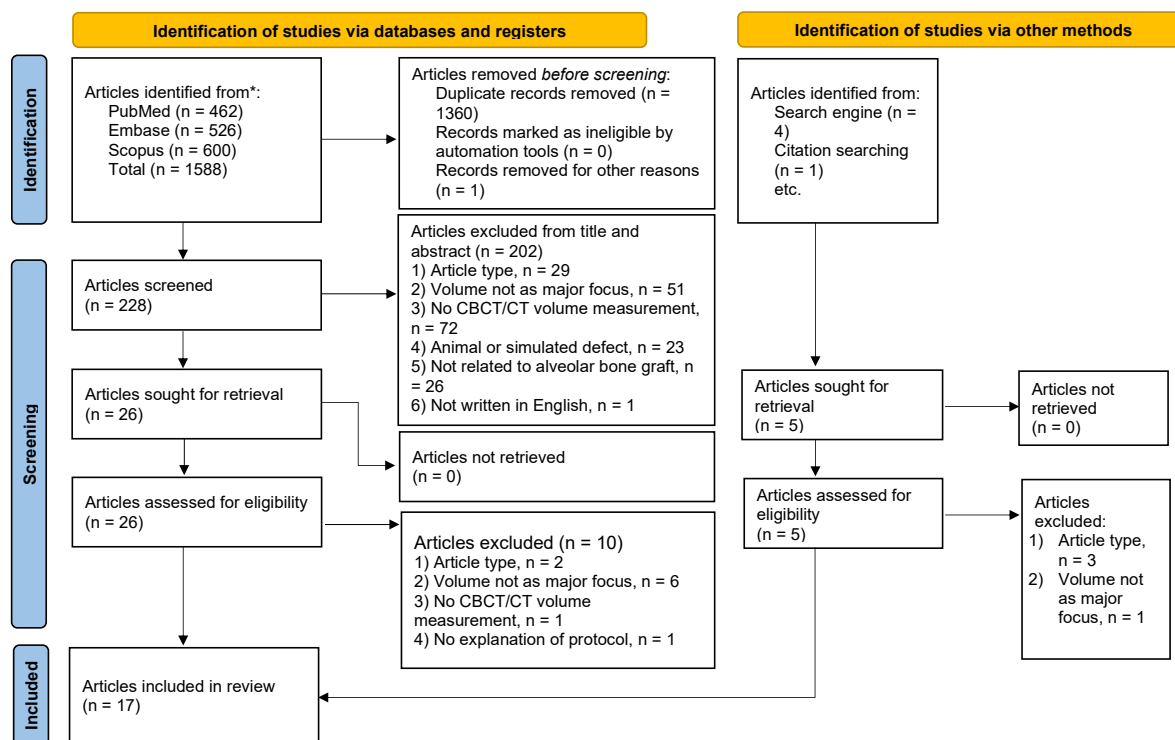 Identification of studies via databases and registers
Identification of studies via other methods
Identification
Articles identified from*:
PubMed (n = 462)
Embase (n = 526)
Scopus (n = 600)
Total (n = 1588)
Articles removed before screening:
Duplicate records removed (n =
1360)
Records marked as ineligible by
automation tools (n = 0)
Records removed for other reasons
(n = 1)
Articles identified from:
Search engine (n =
4)
Citation searching
(n = 1)
etc.
Screening
Articles screened
(n = 228)
Articles excluded from title and
abstract (n = 202)
1) Article type, n = 29
2) Volume not as major focus, n = 51
3) No CBCT/CT volume measurement,
n = 72
4) Animal or simulated defect, n = 23
5) Not related to alveolar bone graft, n
= 26
6) Not written in English, n = 1
Articles sought for retrieval
(n = 26)
Articles not retrieved
(n = 0)
Articles sought for
retrieval
(n = 5)
Articles not
retrieved
(n = 0)
Articles assessed for eligibility
(n = 26)
Articles excluded (n = 10)
1) Article type, n = 2
2) Volume not as major focus, n = 6
3) No CBCT/CT volume
measurement, n = 1
4) No explanation of protocol, n = 1
Articles assessed for
eligibility
(n = 5)
Articles
excluded:
1) Article type,
n = 3
2) Volume not
as major
focus, n = 1
Included
Articles included in review
(n = 17)